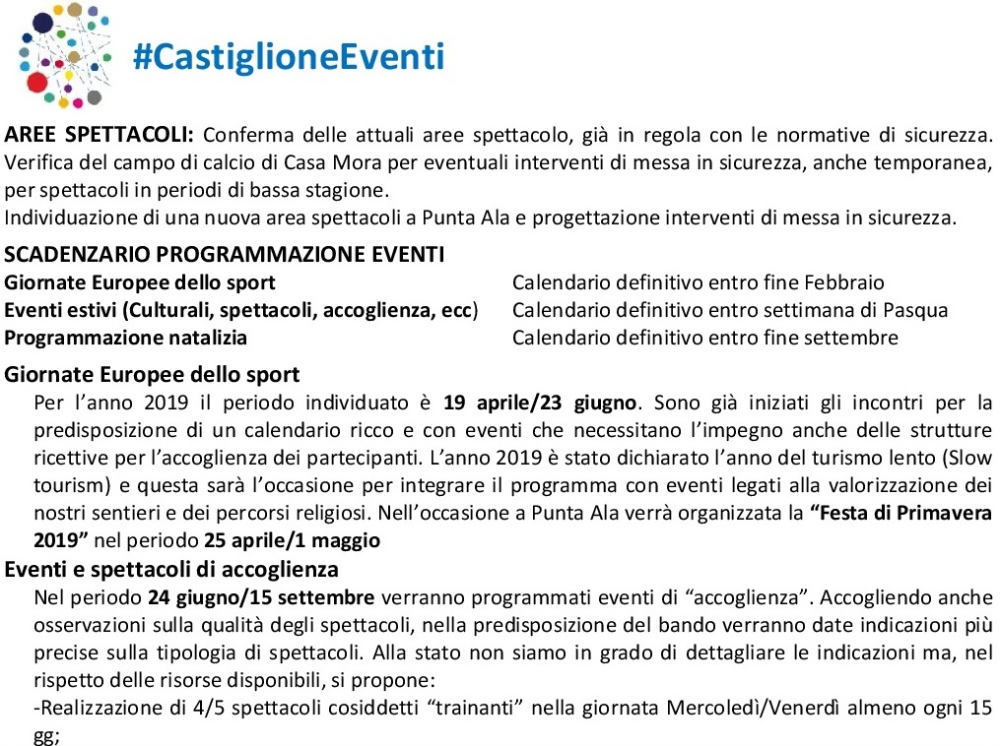 #CastiglioneEventi
AREE SPETTACOLI: Conferma delle attuali aree spettacolo, già in regola con le normative di sicurezza.
Verifica del campo di calcio di Casa Mora per eventuali interventi di messa in sicurezza, anche temporanea,
per spettacoli in periodi di bassa stagione.
Individuazione di una nuova area spettacoli a Punta Ala e progettazione interventi di messa in sicurezza.
SCADENZARIO PROGRAMMAZIONE EVENTI
Giornate Europee dello sport Calendario definitivo entro fine Febbraio
Eventi estivi (Culturali, spettacoli, accoglienza, ecc) Calendario definitivo entro settimana di Pasqua
Programmazione natalizia Calendario definitivo entro fine settembre
Giornate Europee dello sport
Per l’anno 2019 il periodo individuato è 19 aprile/23 giugno. Sono già iniziati gli incontri per la
predisposizione di un calendario ricco e con eventi che necessitano l’impegno anche delle strutture
ricettive per l’accoglienza dei partecipanti. L’anno 2019 è stato dichiarato l’anno del turismo lento (Slow
tourism) e questa sarà l’occasione per integrare il programma con eventi legati alla valorizzazione dei
nostri sentieri e dei percorsi religiosi. Nell’occasione a Punta Ala verrà organizzata la “Festa di Primavera
2019” nel periodo 25 aprile/1 maggio
Eventi e spettacoli di accoglienza
Nel periodo 24 giugno/15 settembre verranno programmati eventi di “accoglienza”. Accogliendo anche
osservazioni sulla qualità degli spettacoli, nella predisposizione del bando verranno date indicazioni più
precise sulla tipologia di spettacoli. Alla stato non siamo in grado di dettagliare le indicazioni ma, nel
rispetto delle risorse disponibili, si propone:
-Realizzazione di 4/5 spettacoli cosiddetti “trainanti” nella giornata Mercoledì/Venerdì almeno ogni 15
gg;